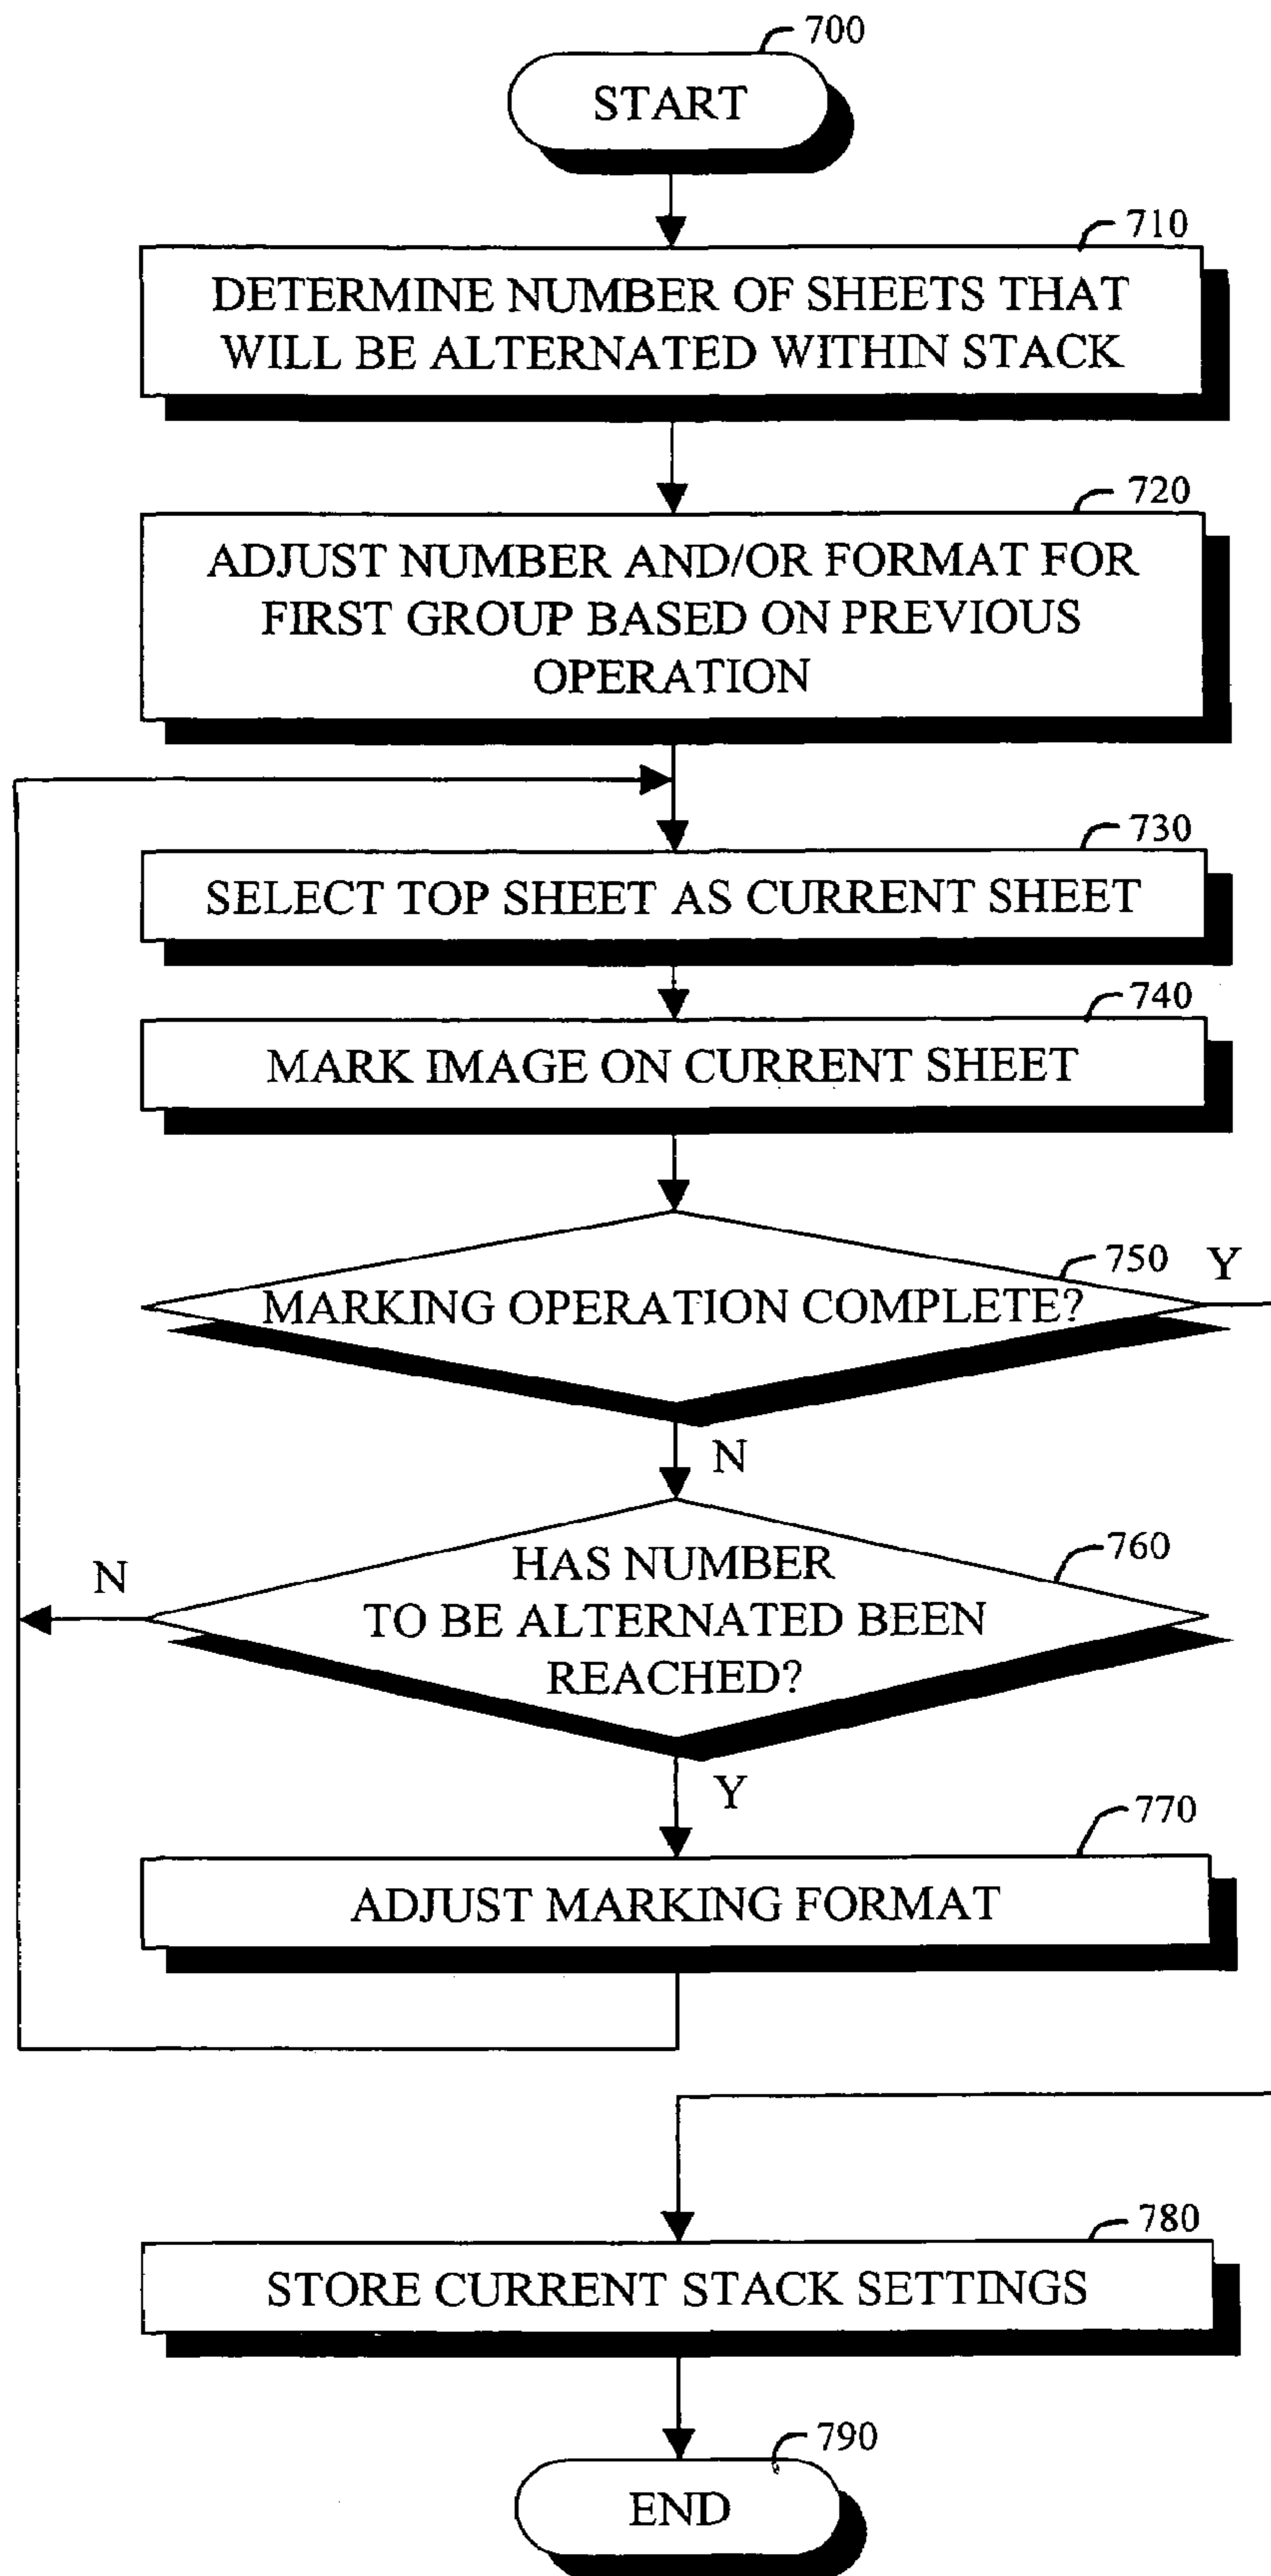 700
START
710
DETERMINE NUMBER OF SHEETS THAT
WILL BE ALTERNATED WITHIN STACK
720
ADJUST NUMBER AND/OR FORMAT FOR
FIRST GROUP BASED ON PREVIOUS
OPERATION
730
SELECT TOP SHEET AS CURRENT SHEET
740
MARK IMAGE ON CURRENT SHEET
750
Y
MARKING OPERATION COMPLETE?
N
760
N
HAS NUMBER
TO BE ALTERNATED BEEN
REACHED?
Y
770
ADJUST MARKING FORMAT
780
STORE CURRENT STACK SETTINGS
790
END